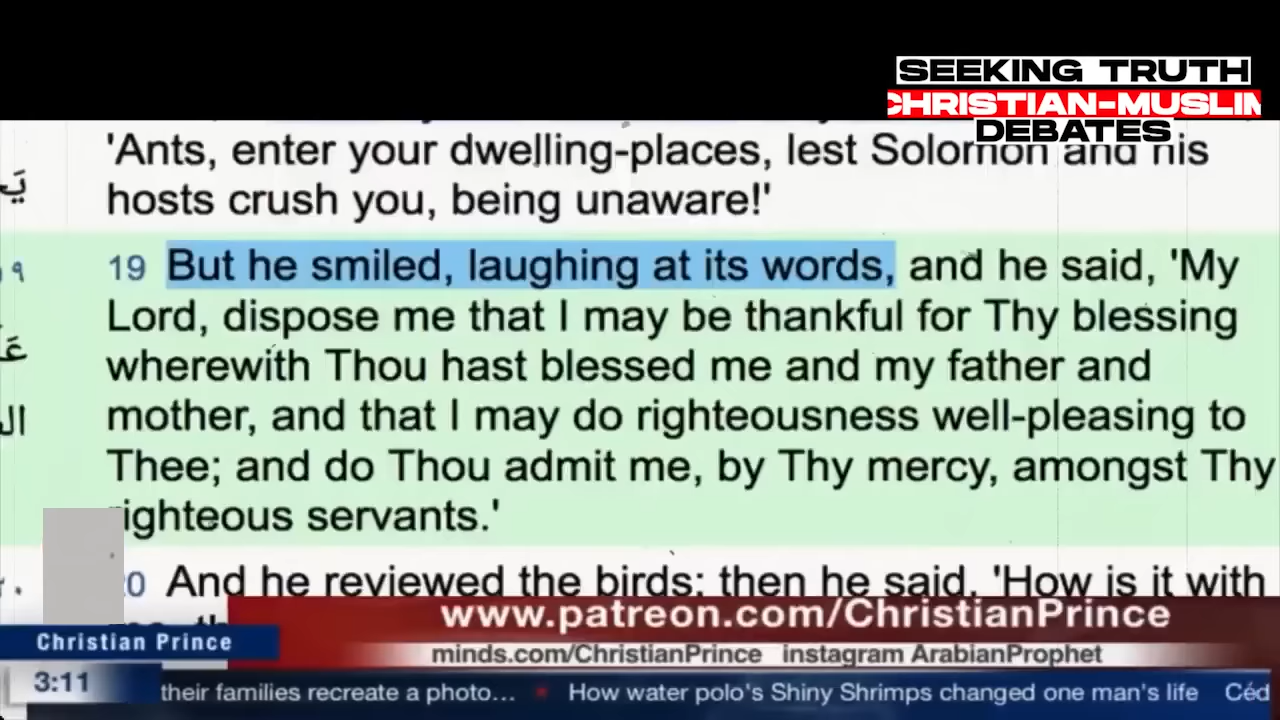 SEEKING TRUTH
CHRISTIAN-MUSLIM
DEBATES
'Ants, enter your dwelling-places, lest Solomon and his
hosts crush you, being unaware!'
19 But he smiled, laughing at its words, and he said, 'My
Lord, dispose me that I may be thankful for Thy blessing
wherewith Thou hast blessed me and my father and
mother, and that I may do righteousness well-pleasing to
Thee; and do Thou admit me, by Thy mercy, amongst Thy
righteous servants.'
And he reviewed the birds; then he said, 'How is it with
www.patreon.com/ChristianPrince
Christian Prince
minds.com/ChristianPrince instagram ArabianProphet
3:11
their families recreate a photo... How water polo's Shiny Shrimps changed one man's life Céd